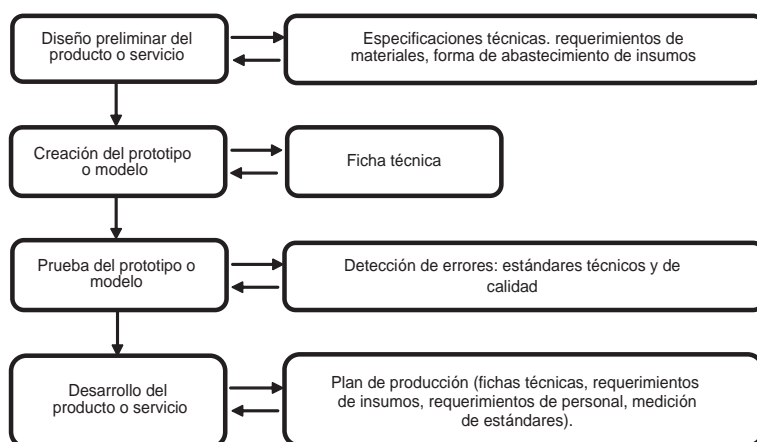 Diseño preliminar del
producto o servicio
Especificaciones técnicas. requerimientos de
materiales, forma de abastecimiento de insumos
Creación del prototipo
o modelo
Ficha técnica
Prueba del prototipo o
modelo
Detección de errores: estándares técnicos y de
calidad
Desarrollo del
producto o servicio
Plan de producción (fichas técnicas, requerimientos
de insumos, requerimientos de personal, medición
de estándares).